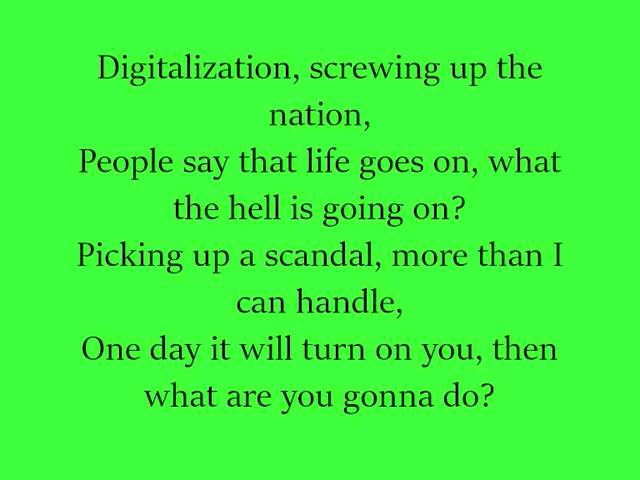 Digitalization, screwing up the
nation,
People say that life goes on, what
the hell is going on?
Picking up a scandal, more than I
can handle,
One day it will turn on you, then
what are you gonna do?